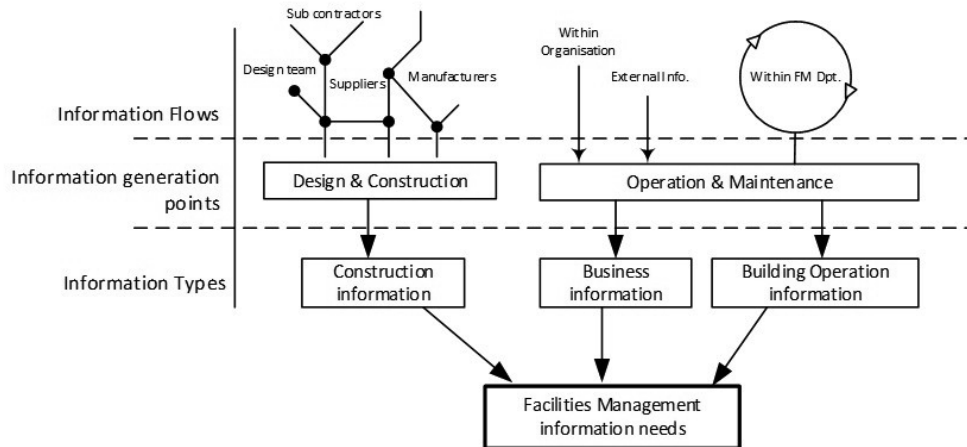 Sub contractors
Design team
Suppliers
Manufacturers
Within
Organisation
External Info.
Within FM Dpt.
Information Flows
Information generation
points
Design & Construction
Operation & Maintenance
Information Types
Construction
information
Business
information
Building Operation
information
Facilities Management
information needs